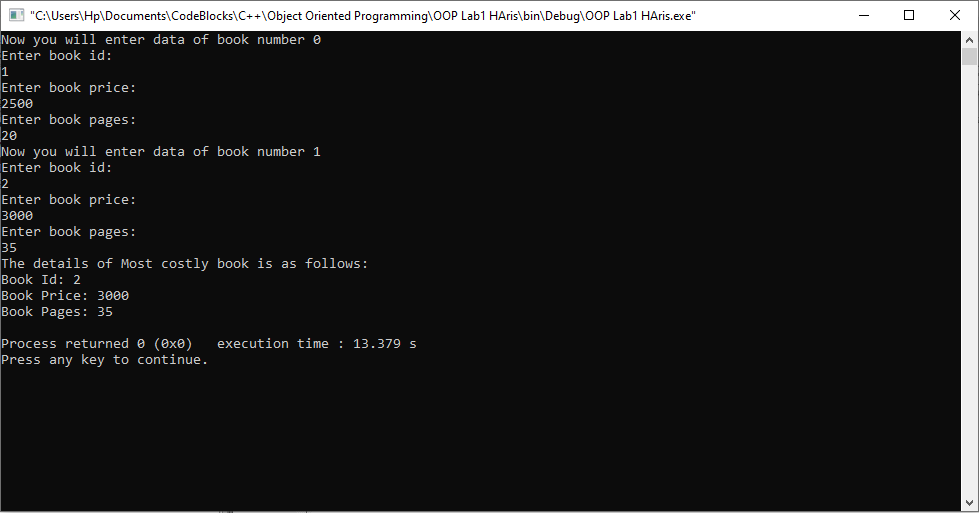 "C:\Users\Hp\Documents\CodeBlocks\C++\Object Oriented Programming\OOP Lab1 HAris\bin\Debug\OOP Lab1 HAris.exe"
Now you will enter data of book number 0
Enter book id:
1
Enter book price:
2500
Enter book pages:
20
Now you will enter data of book number 1
Enter book id:
2
Enter book price:
3000
Enter book pages:
35
The details of Most costly book is as follows:
Book Id: 2
Book Price: 3000
Book Pages: 35
Process returned 0 (0x0)   execution time : 13.379 s
Press any key to continue.